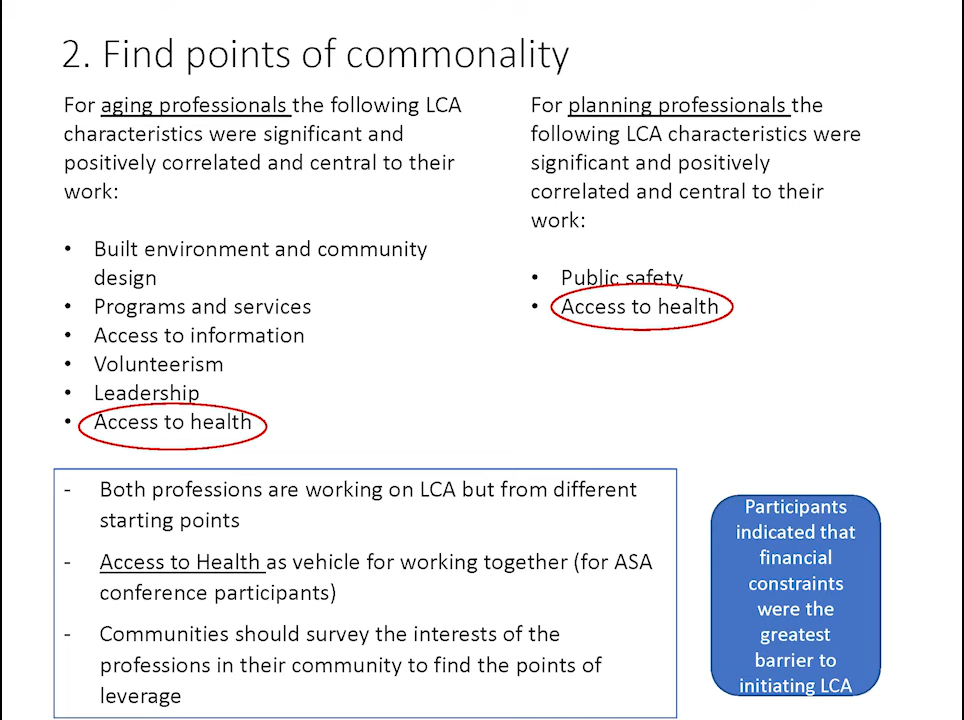 2. Find points of commonality
For aging professionals the following LCA
characteristics were significant and
positively correlated and central to their
work:
• Built environment and community
design
• Programs and services
• Access to information
• Volunteerism
• Leadership
• Access to health
For planning professionals the
following LCA characteristics were
significant and positively
correlated and central to their
work:
• Public safety
• Access to health
- Both professions are working on LCA but from different
starting points
- Access to Health as vehicle for working together (for ASA
conference participants)
- Communities should survey the interests of the
professions in their community to find the points of
leverage
Participants
indicated that
financial
constraints
were the
greatest
barrier to
initiating LCA